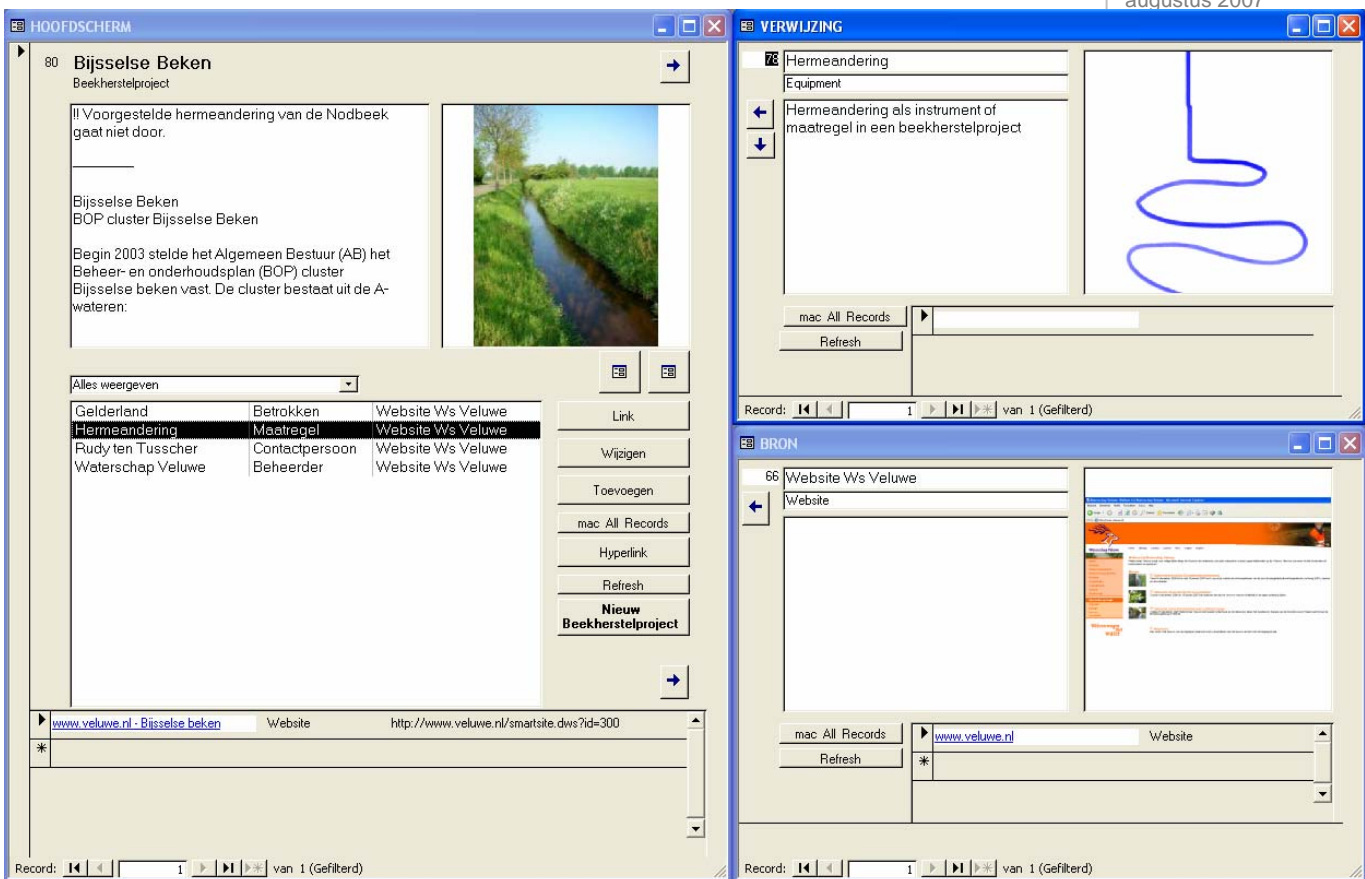 augustus 2007
HOOFDSCHERM
80 Bijsselse Beken
Beekherstelproject
!! Voorgestelde hermeandering van de Nodbeek
gaat niet door.
Bijsselse Beken
BOP cluster Bijsselse Beken
Begin 2003 stelde het Algemeen Bestuur (AB) het
Beheer- en onderhoudsplan (BOP) cluster
Bijsselse beken vast. De cluster bestaat uit de A-
wateren:
Alles weergeven
Gelderland Betrokken Website Ws Veluwe
Hermeandering Maatregel Website Ws Veluwe
Rudy ten Tusscher Contactpersoon Website Ws Veluwe
Waterschap Veluwe Beheerder Website Ws Veluwe
Link
Wijzigen
Toevoegen
mac All Records
Hyperlink
Refresh
Nieuw
Beekherstelproject
www.veluwe.nl - Bijsselse beken Website http://www.veluwe.nl/smartsite.dws?id=300
Record: 1 van 1 (Gefilterd)
VERWIJZING
78 Hermeandering
Equipment
Hermeandering als instrument of
maatregel in een beekherstelproject
mac All Records
Refresh
Record: 1 van 1 (Gefilterd)
BRON
66 Website Ws Veluwe
Website
mac All Records
Refresh
www.veluwe.nl Website
Record: 1 van 1 (Gefilterd)